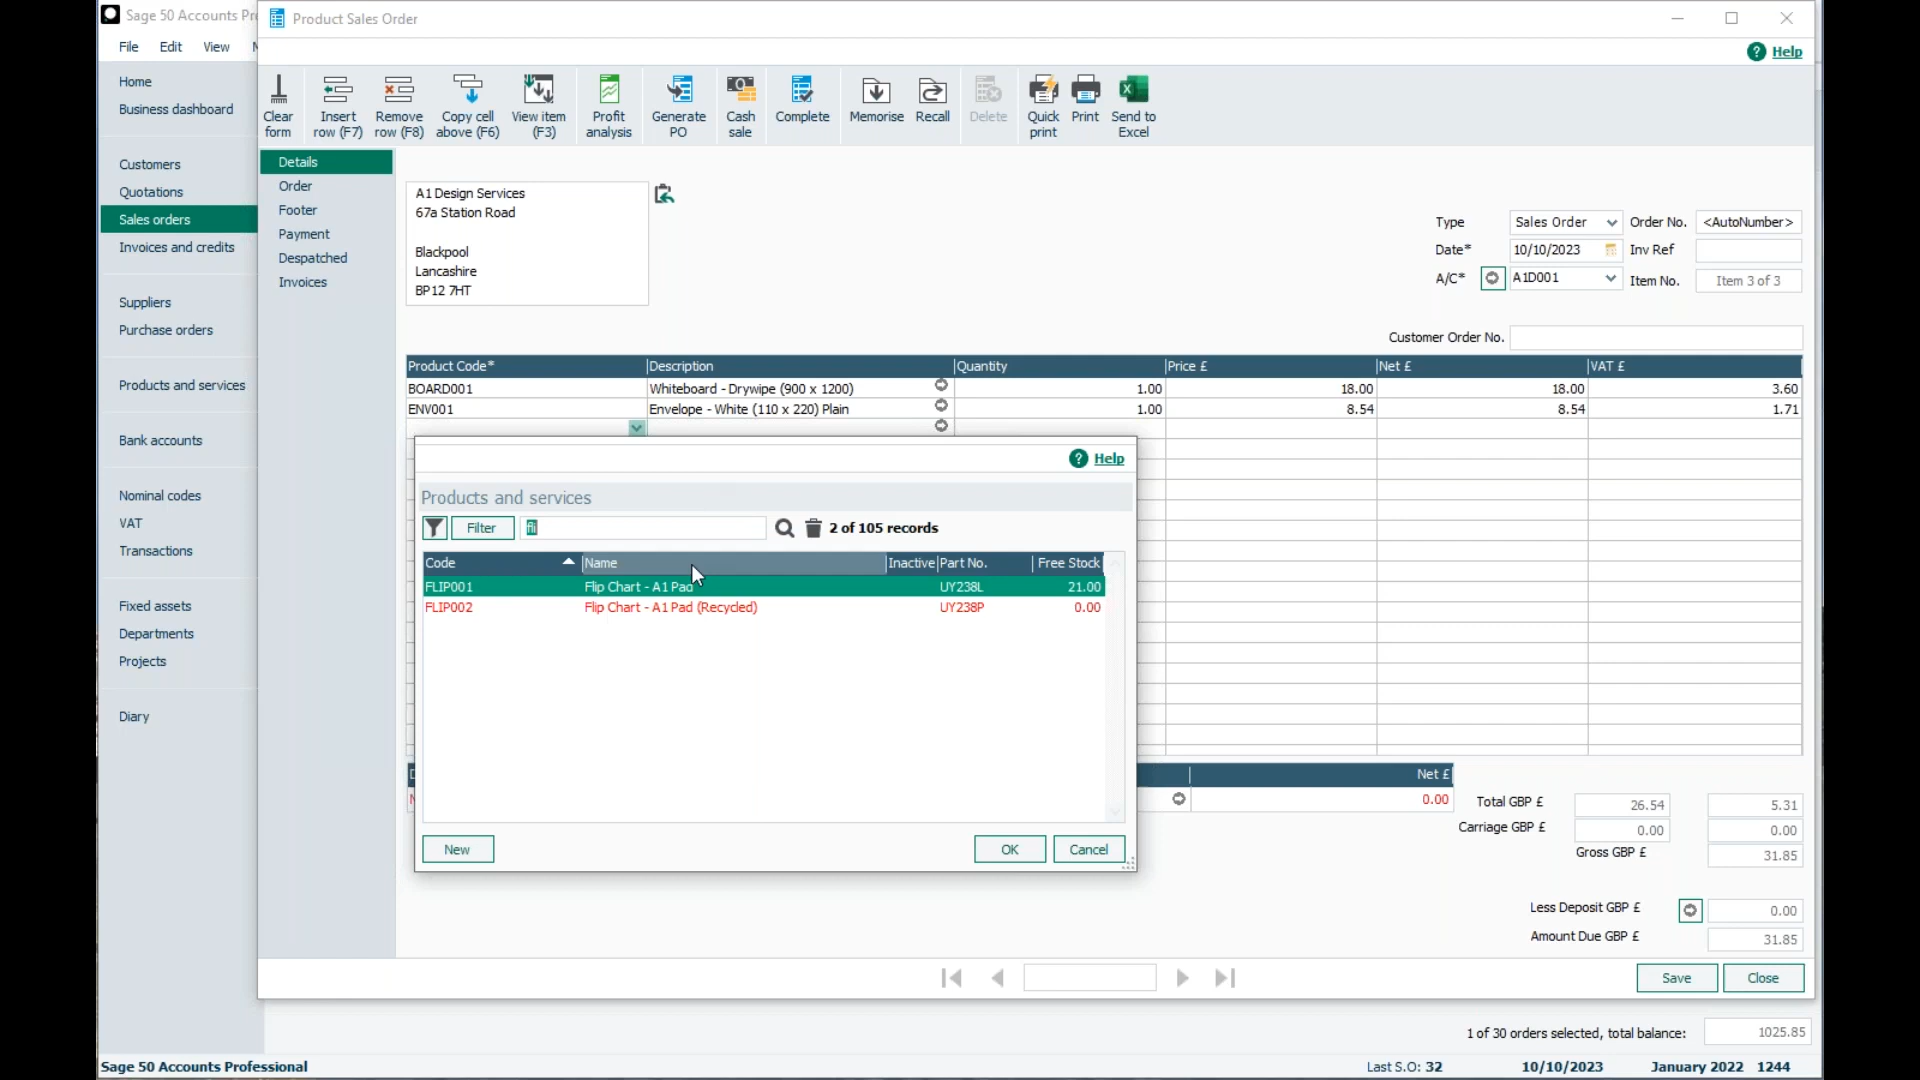 Sage 50 Accounts Pr
Product Sales Order
File Edit View
Help
Clear form
Insert row (F7)
Remove row (F8)
Copy cell above (F6)
View item (F3)
Profit analysis
Generate PO
Cash sale
Complete
Memorise
Recall
Delete
Quick print
Print
Send to Excel
Home
Business dashboard
Customers
Quotations
Sales orders
Invoices and credits
Suppliers
Purchase orders
Products and services
Bank accounts
Nominal codes
VAT
Transactions
Fixed assets
Departments
Projects
Diary
Details
Order
Footer
Payment
Despatched
Invoices
A1 Design Services
67a Station Road
Blackpool
Lancashire
BP12 7HT
Type Sales Order Order No. <AutoNumber>
Date* 10/10/2023 Inv Ref
A/C* A1D001 Item No. Item 3 of 3
Customer Order No.
Product Code* Description Quantity Price £ Net £ VAT £
BOARD001 Whiteboard - Drywipe (900 x 1200) 1.00 18.00 18.00 3.60
ENV001 Envelope - White (110 x 220) Plain 1.00 8.54 8.54 1.71
Help
Products and services
Filter fli 2 of 105 records
Code Name Inactive Part No. Free Stock
FLIP001 Flip Chart - A1 Pad UY238L 21.00
FLIP002 Flip Chart - A1 Pad (Recycled) UY238P 0.00
New OK Cancel
Net £
0.00
Total GBP £ 26.54 5.31
Carriage GBP £ 0.00 0.00
Gross GBP £ 31.85
Less Deposit GBP £ 0.00
Amount Due GBP £ 31.85
Save Close
1 of 30 orders selected, total balance: 1025.85
Sage 50 Accounts Professional Last S.O: 32 10/10/2023 January 2022 1244